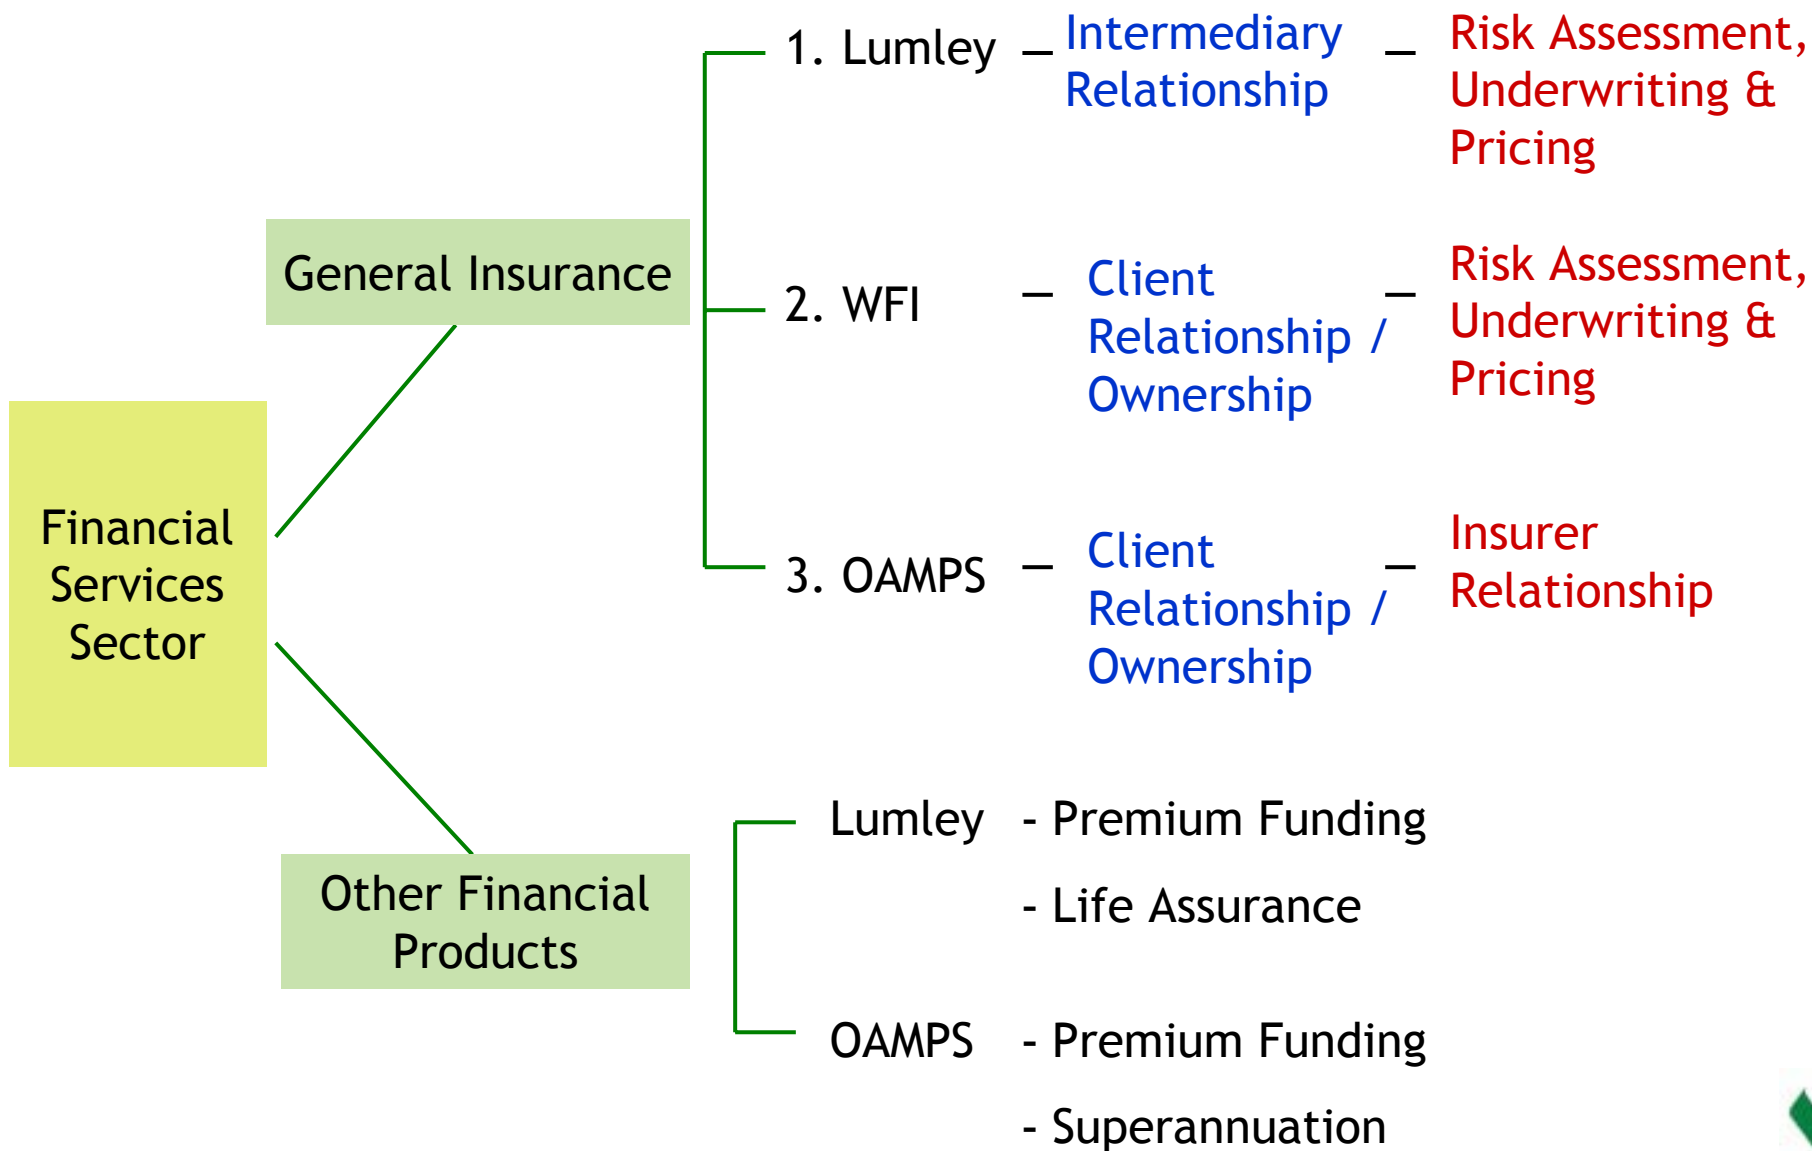 1. Lumley – Intermediary Relationship – Risk Assessment, Underwriting & Pricing
General Insurance
2. WFI – Client Relationship / Ownership – Risk Assessment, Underwriting & Pricing
Financial
Services
Sector
3. OAMPS – Client Relationship / Ownership – Insurer Relationship
Lumley - Premium Funding
- Life Assurance
Other Financial
Products
OAMPS - Premium Funding
- Superannuation